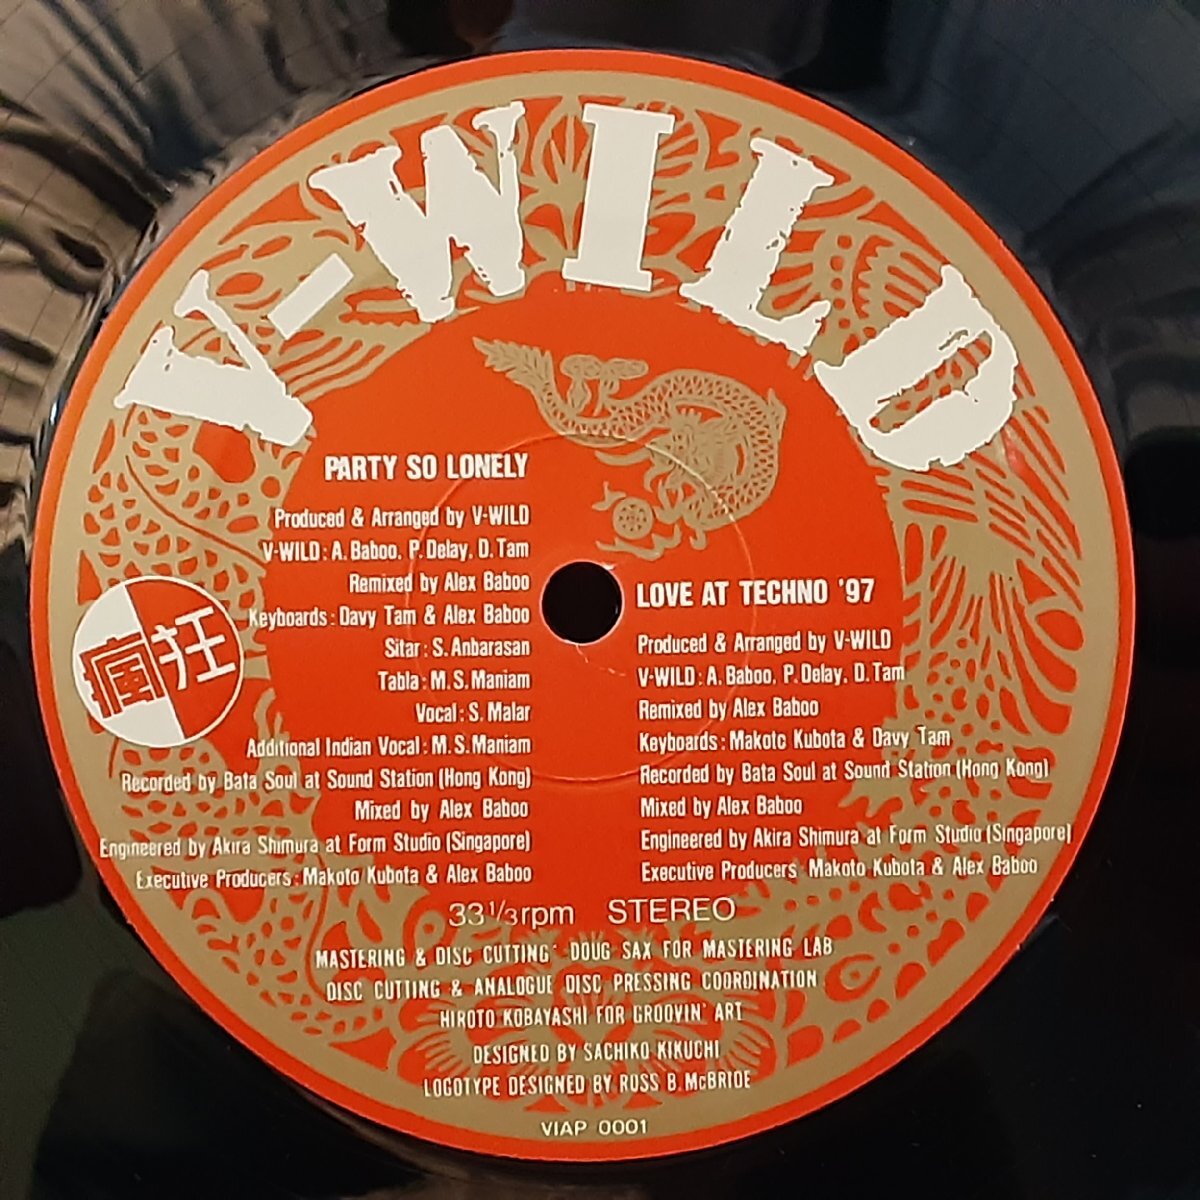 V-WILD
PARTY SO LONELY
Produced & Arranged by V-WILD
V-WILD: A. Baboo. P. Delay. D. Tam
Remixed by Alex Baboo
Keyboards: Davy Tam & Alex Baboo
Sitar: S. Anbarasan
Tabla: M. S. Maniam
Vocal: S. Malar
Additional Indian Vocal: M. S. Maniam
Recorded by Bata Soul at Sound Station (Hong Kong)
Mixed by Alex Baboo
Engineered by Akira Shimura at Form Studio (Singapore)
Executive Producers: Makoto Kubota & Alex Baboo
瘋狂
LOVE AT TECHNO '97
Produced & Arranged by V-WILD
V-WILD: A. Baboo. P. Delay. D. Tam
Remixed by Alex Baboo
Keyboards: Makoto Kubota & Davy Tam
Recorded by Bata Soul at Sound Station (Hong Kong)
Mixed by Alex Baboo
Engineered by Akira Shimura at Form Studio (Singapore)
Executive Producers Makoto Kubota & Alex Baboo
33 1/3 rpm STEREO
MASTERING & DISC CUTTING: DOUG SAX FOR MASTERING LAB
DISC CUTTING & ANALOGUE DISC PRESSING COORDINATION
HIROTO KOBAYASHI FOR GROOVIN' ART
DESIGNED BY SACHIKO KIKUCHI
LOGOTYPE DESIGNED BY RUSS B. McBRIDE
VIAP 0001